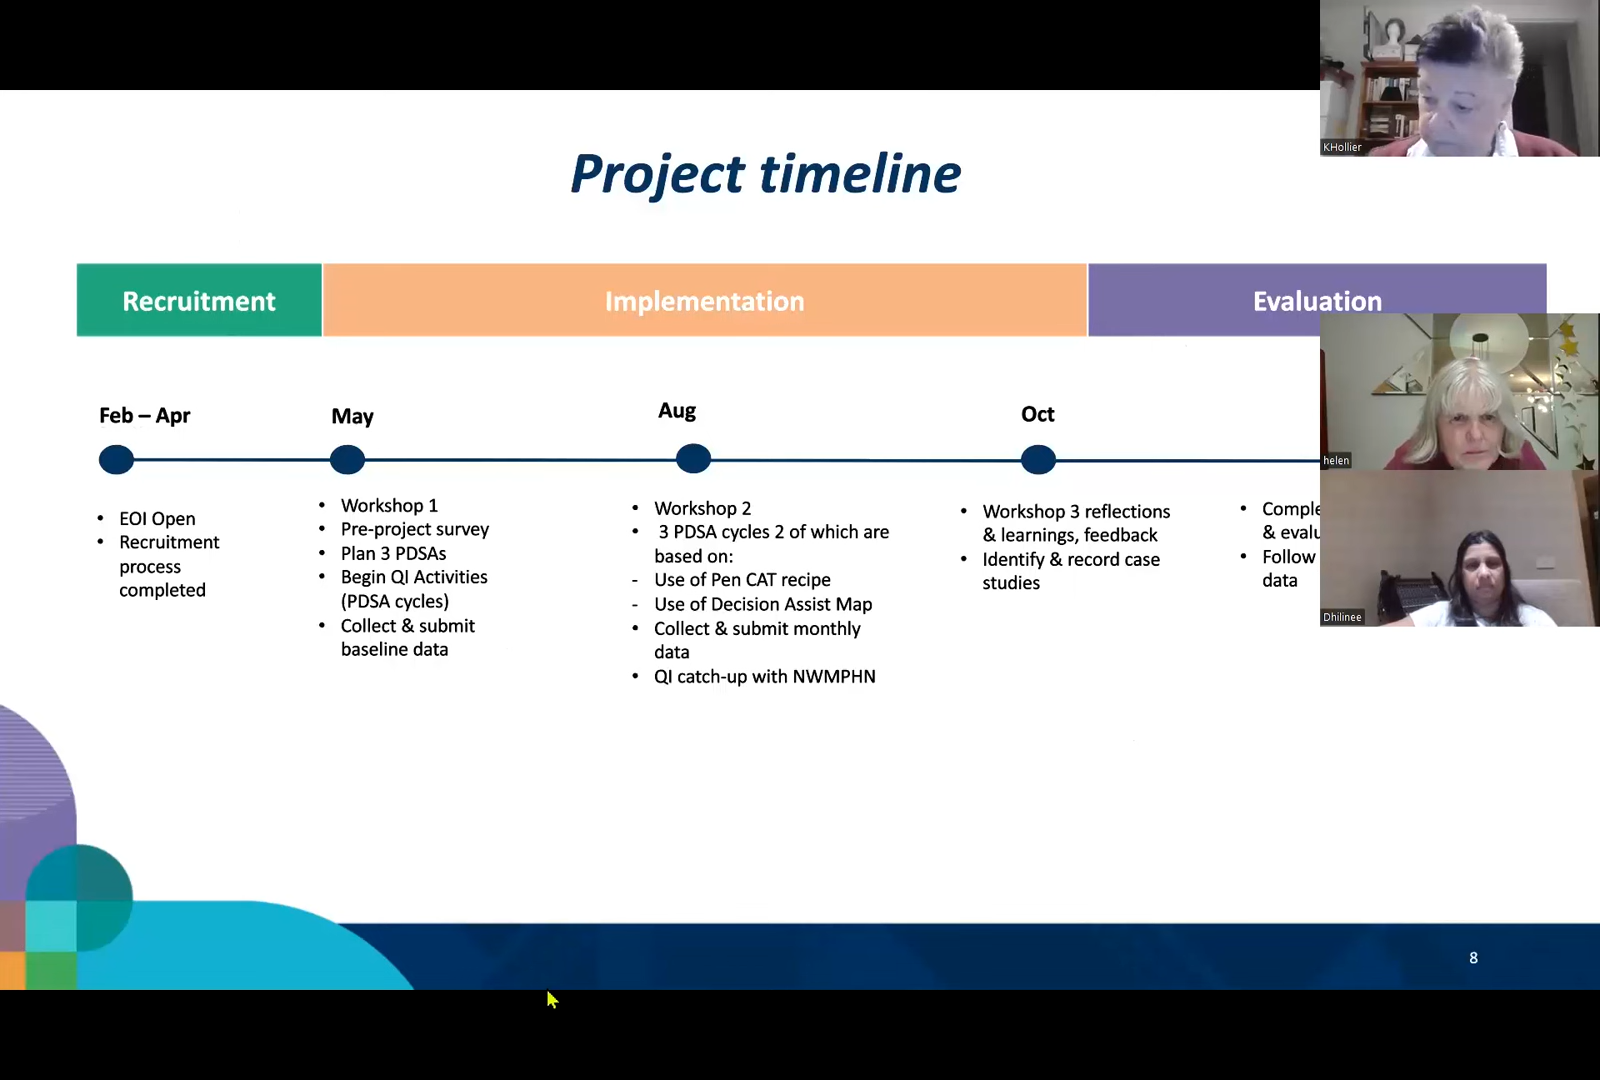 KHollier
Project timeline
Recruitment
Implementation
Evaluation
Feb – Apr
May
Aug
Oct
• EOI Open
• Recruitment
process
completed
• Workshop 1
• Pre-project survey
• Plan 3 PDSAs
• Begin QI Activities
(PDSA cycles)
• Collect & submit
baseline data
• Workshop 2
• 3 PDSA cycles 2 of which are
based on:
- Use of Pen CAT recipe
- Use of Decision Assist Map
• Collect & submit monthly
data
• QI catch-up with NWMPHN
• Workshop 3 reflections
& learnings, feedback
• Identify & record case
studies
•
&
• Follow
data
helen
Dhilinee
8